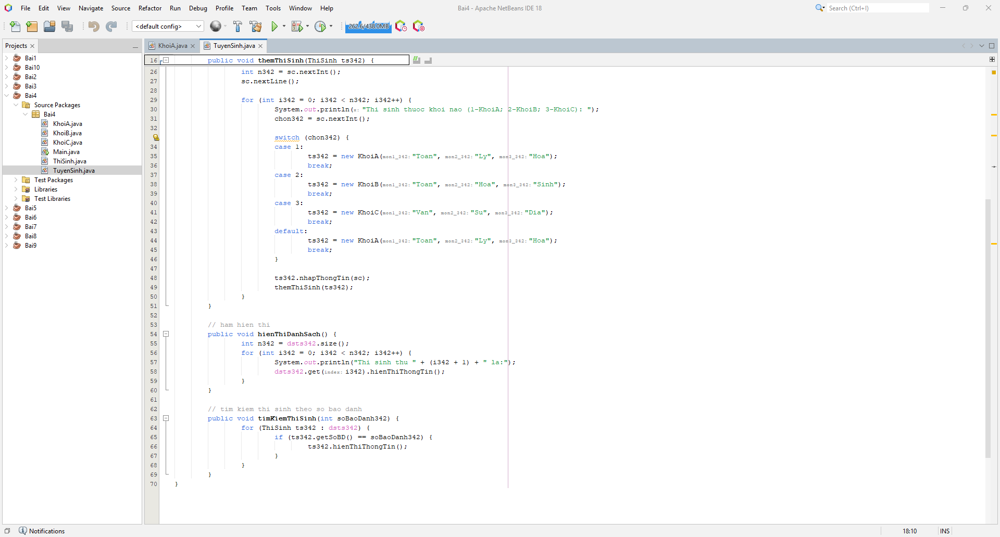 File Edit View Navigate Source Refactor Run Debug Profile Team Tools Window Help
Bai4 - Apache NetBeans IDE 18
Search (Ctrl+I)
<default config>
262.6/438.0MB
Projects
KhoiA.java
TuyenSinh.java
Bai1
Bai10
Bai2
Bai3
Bai4
Source Packages
Bai4
KhoiA.java
KhoiB.java
KhoiC.java
Main.java
ThiSinh.java
TuyenSinh.java
Test Packages
Libraries
Test Libraries
Bai5
Bai6
Bai7
Bai8
Bai9
16 public void themThiSinh(ThiSinh ts342) {
26 int n342 = sc.nextInt();
27 sc.nextLine();
28
29 for (int i342 = 0; i342 < n342; i342++) {
30 System.out.println(x: "Thi sinh thuoc khoi nao (1-KhoiA; 2-KhoiB; 3-KhoiC): ");
31 chon342 = sc.nextInt();
32
switch (chon342) {
34 case 1:
35 ts342 = new KhoiA(mon1_342: "Toan", mon2_342: "Ly", mon3_342: "Hoa");
36 break;
37 case 2:
38 ts342 = new KhoiB(mon1_342: "Toan", mon2_342: "Hoa", mon3_342: "Sinh");
39 break;
40 case 3:
41 ts342 = new KhoiC(mon1_342: "Van", mon2_342: "Su", mon3_342: "Dia");
42 break;
43 default:
44 ts342 = new KhoiA(mon1_342: "Toan", mon2_342: "Ly", mon3_342: "Hoa");
45 break;
46 }
47
48 ts342.nhapThongTin(sc);
49 themThiSinh(ts342);
50 }
51 }
52
53 // ham hien thi
54 public void hienThiDanhSach() {
55 int n342 = dsts342.size();
56 for (int i342 = 0; i342 < n342; i342++) {
57 System.out.println("Thi sinh thu " + (i342 + 1) + " la:");
58 dsts342.get(index: i342).hienThiThongTin();
59 }
60 }
61
62 // tim kiem thi sinh theo so bao danh
63 public void timKiemThiSinh(int soBaoDanh342) {
64 for (ThiSinh ts342 : dsts342) {
65 if (ts342.getSoBD() == soBaoDanh342) {
66 ts342.hienThiThongTin();
67 }
68 }
69 }
70 }
Notifications
18:10
INS